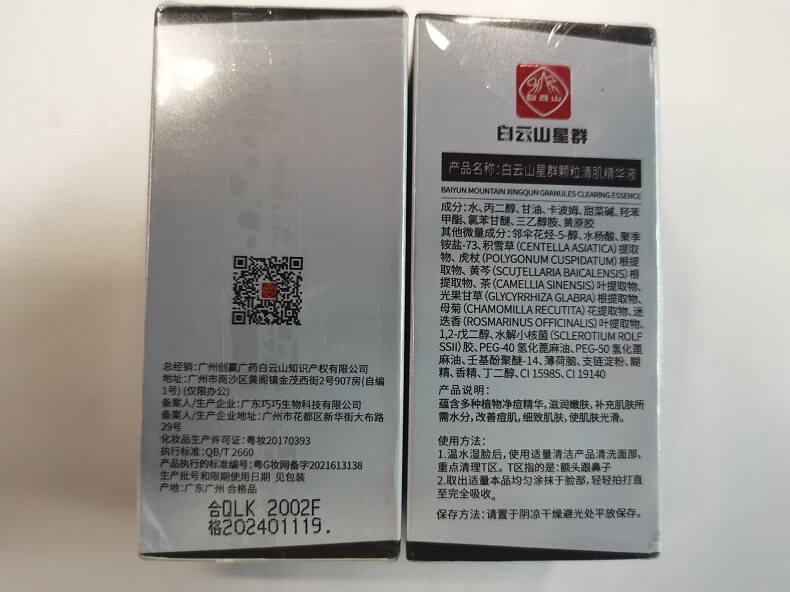 总经销:广州创赢广药白云山知识产权有限公司
地址:广州市南沙区黄阁镇金茂西街2号907房(自编
1号) (仅限办公)
备案人/生产企业:广东巧巧生物科技有限公司
备案人/生产企业地址:广州市花都区新华街大布路
29号
化妆品生产许可证:粤妆20170393
执行标准:QB/T 2660
产品执行的标准编号:粤G妆网备字2021613138
生产批号和限期使用日期 见包装
产地:广东广州 合格品
合QLK 2002F
格202401119.
白云山
白云山星群
产品名称:白云山星群颗粒清肌精华液
BAIYUN MOUNTAIN XINGQUN GRANULES CLEARING ESSENCE
成分:水、丙二醇、甘油、卡波姆、甜菜碱、羟苯
甲酯、氯苯甘醚、三乙醇胺、黄原胶
其他微量成分:邻伞花烃-5-醇、水杨酸、聚季
铵盐-73、积雪草(CENTELLA ASIATICA)提取
物、虎杖(POLYGONUM CUSPIDATUM)根提
取物、黄芩(SCUTELLARIA BAICALENSIS)根
提取物、茶(CAMELLIA SINENSIS)叶提取物、
光果甘草(GLYCYRRHIZA GLABRA)根提取物、
母菊(CHAMOMILLA RECUTITA)花提取物、迷
迭香(ROSMARINUS OFFICINALIS)叶提取物、
1,2-戊二醇、水解小核菌(SCLEROTIUM ROLF
SSII)胶、PEG-40 氢化蓖麻油、PEG-50 氢化蓖
麻油、壬基酚聚醚-14、薄荷脑、支链淀粉、糊
精、香精、丁二醇、CI 15985、CI 19140
产品说明:
蕴含多种植物净痘精华,滋润嫩肤,补充肌肤所
需水分,改善痘肌,细致肌肤,使肌肤光滑。
使用方法:
1.温水湿脸后,使用适量清洁产品清洗面部,
重点清理T区。T区指的是:额头跟鼻子
2.取出适量本品均匀涂抹于脸部,轻轻拍打直
至完全吸收。
保存方法:请置于阴凉干燥避光处平放保存。